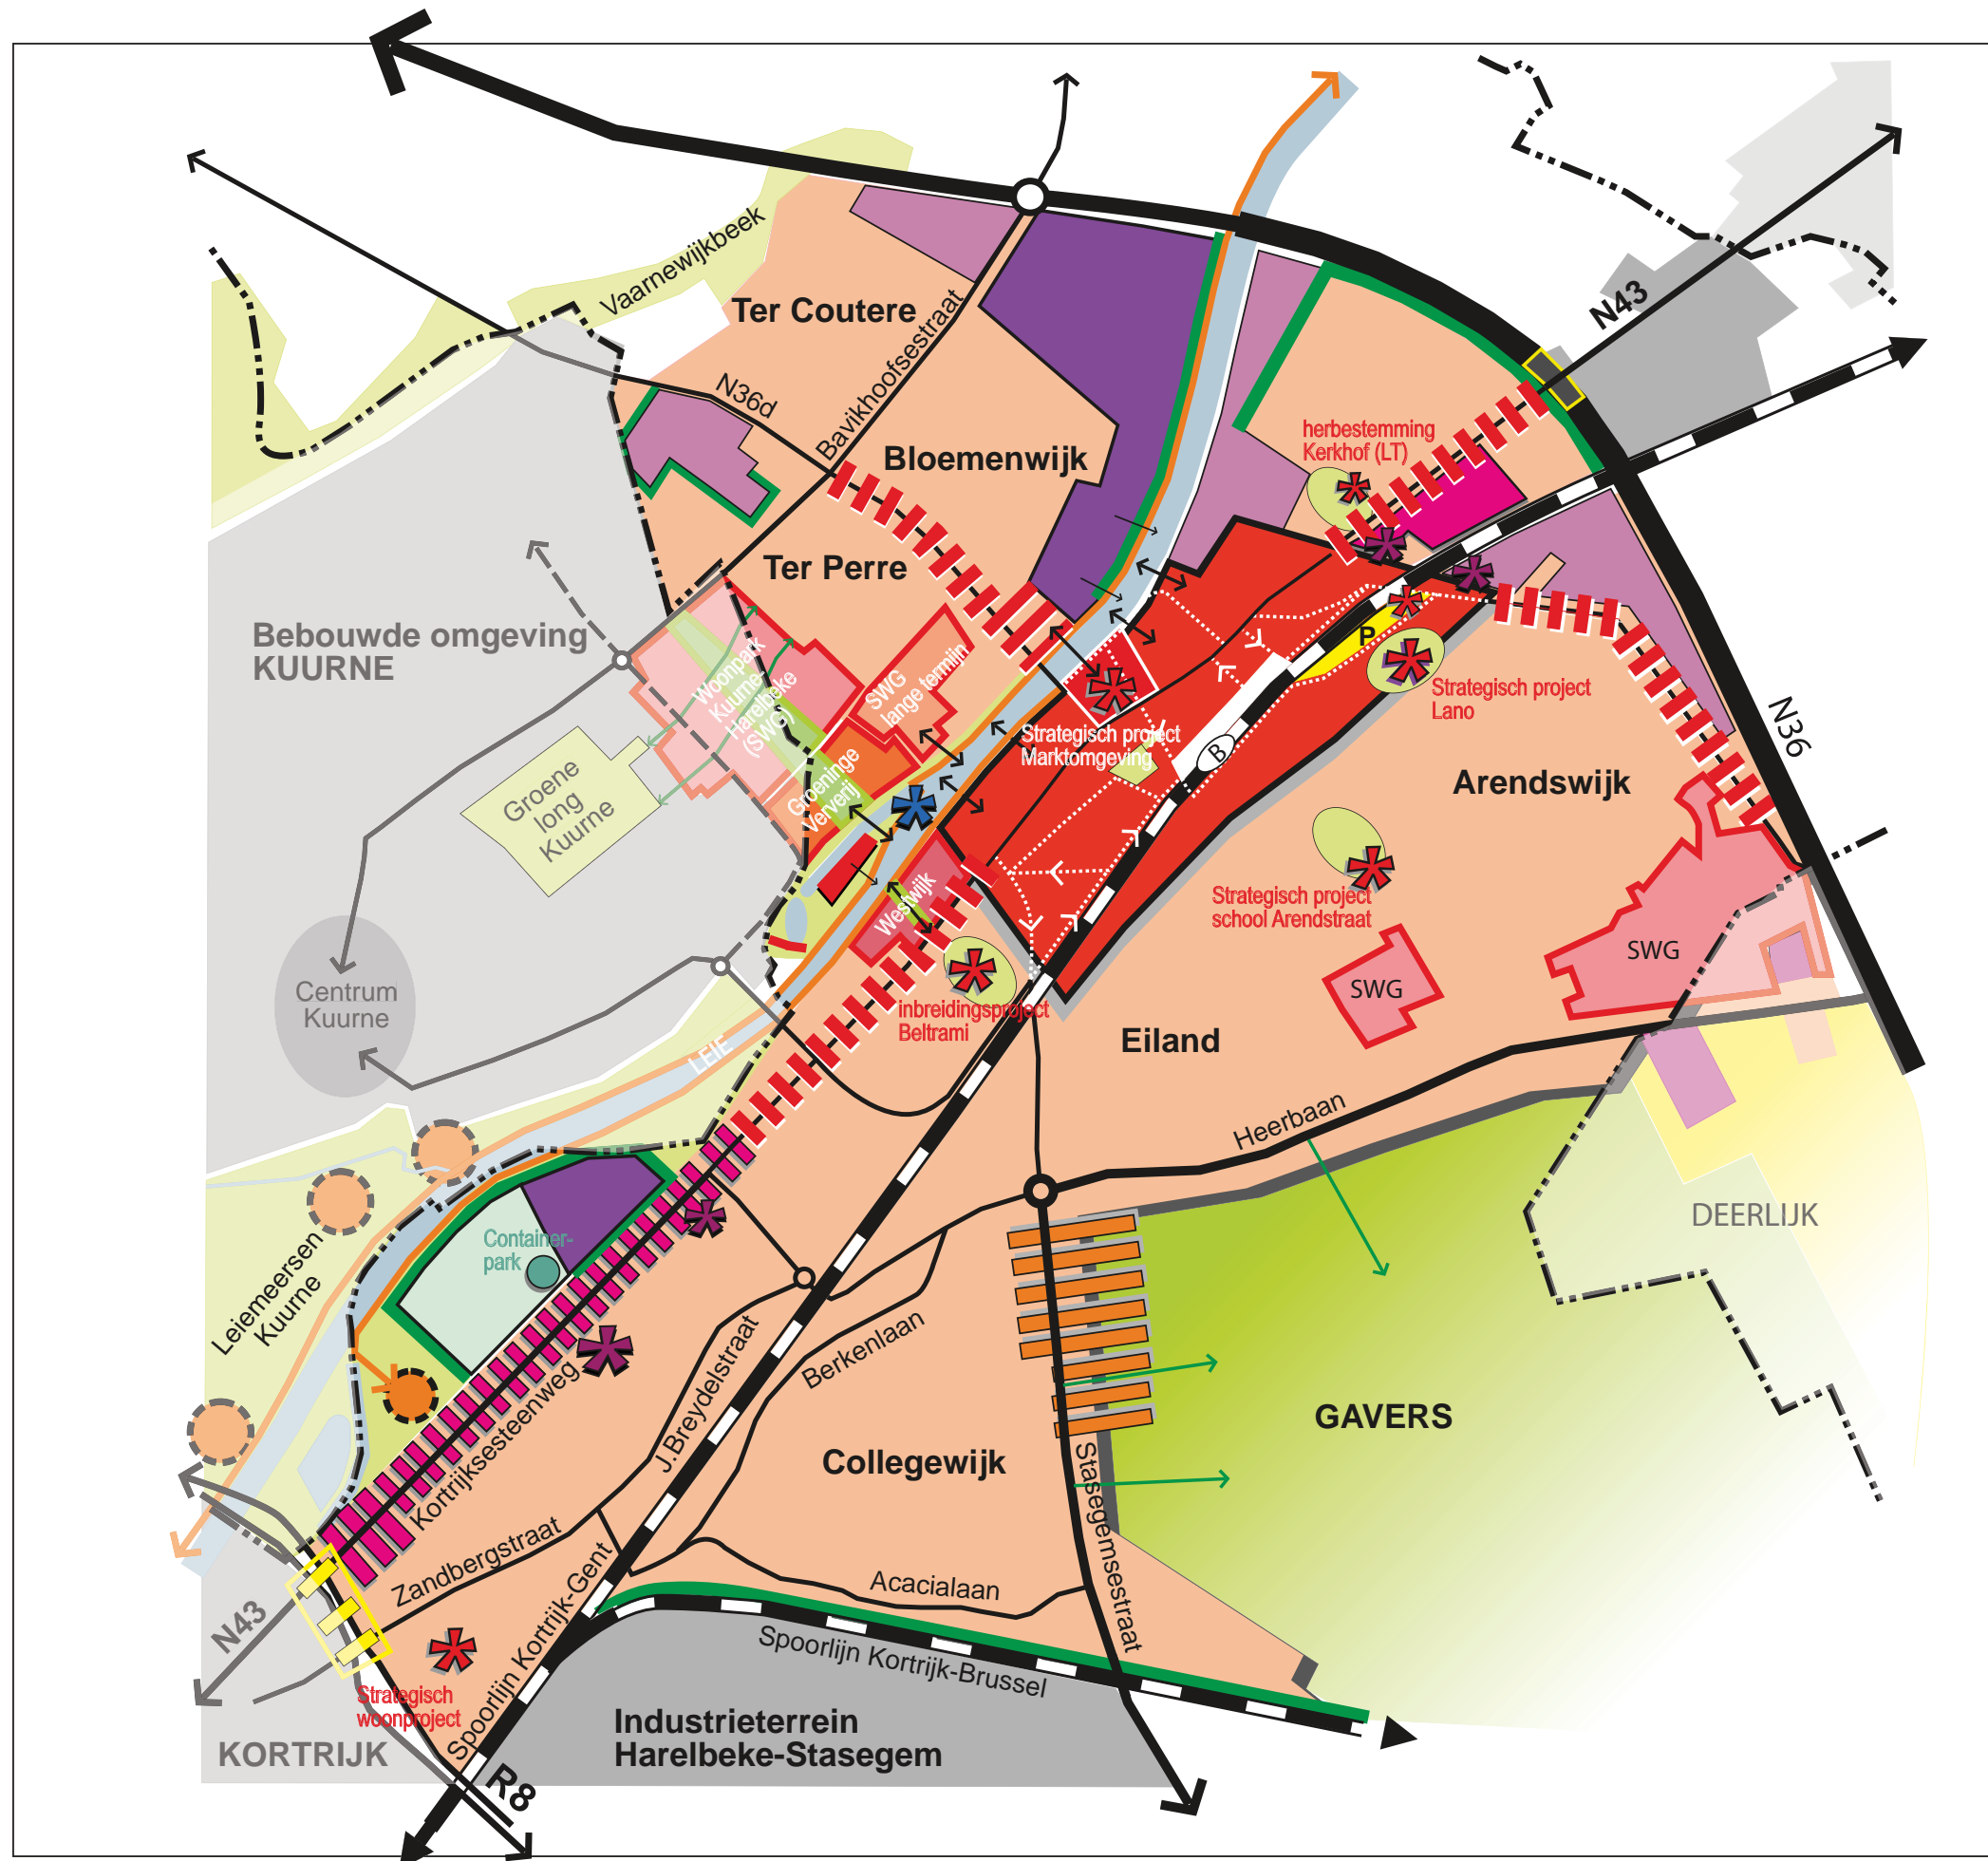 Vaarnewijkbeek
Ter Coutere
Bavikhoofsestraat
N36d
N43
Bloemenwijk
herbestemming
Kerkhof (LT)
Ter Perre
Bebouwde omgeving
KUURNE
Woonpark
Kuurne-
Harelbeke
(SWG)
SWG
lange termijn
P
Strategisch project
Lano
N36
Strategisch project
Marktomgeving
B
Arendswijk
Groene
long
Kuurne
Groeninge
Ververij
Westwijk
Strategisch project
school Arendstraat
SWG
SWG
Centrum
Kuurne
inbreidingsproject
Beltrami
LEIE
Eiland
Heerbaan
DEERLIJK
Container-
park
Leiemeersen
Kuurne
Kortrijksesteenweg
J.Breydelstraat
Berkenlaan
GAVERS
Collegewijk
Stasegemsestraat
Zandbergstraat
Acacialaan
N43
Spoorlijn Kortrijk-Gent
Spoorlijn Kortrijk-Brussel
Strategisch
woonproject
KORTRIJK
Industrieterrein
Harelbeke-Stasegem
R8